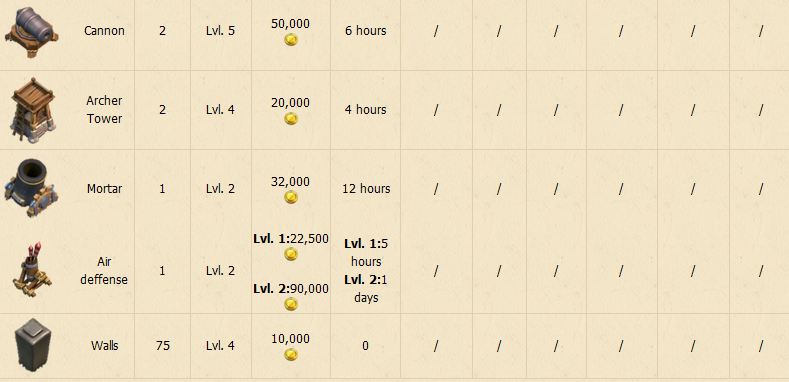 Cannon 2 Lvl. 5 50,000 6 hours / / / / / /
Archer Tower 2 Lvl. 4 20,000 4 hours / / / / / /
Mortar 1 Lvl. 2 32,000 12 hours / / / / / /
Air deffense 1 Lvl. 2 Lvl. 1:22,500 Lvl. 2:90,000 Lvl. 1:5 hours Lvl. 2:1 days / / / / / /
Walls 75 Lvl. 4 10,000 0 / / / / / /